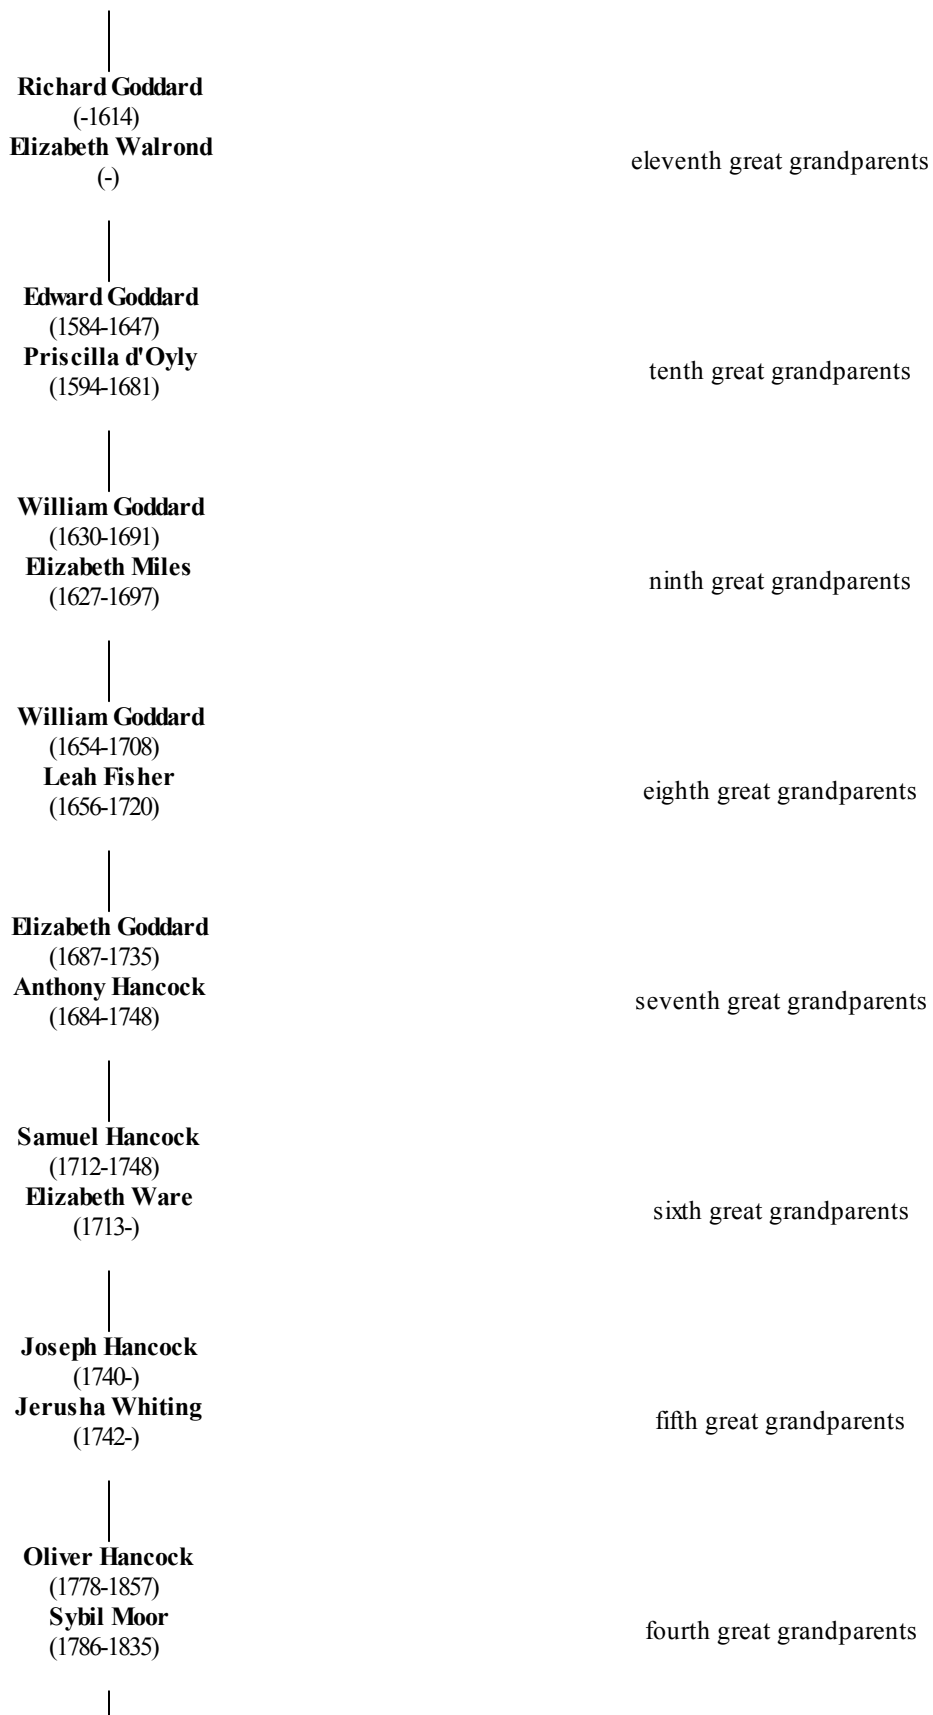 Richard Goddard
(-1614)
Elizabeth Walrond
(-)
eleventh great grandparents
Edward Goddard
(1584-1647)
Priscilla d'Oyly
(1594-1681)
tenth great grandparents
William Goddard
(1630-1691)
Elizabeth Miles
(1627-1697)
ninth great grandparents
William Goddard
(1654-1708)
Leah Fisher
(1656-1720)
eighth great grandparents
Elizabeth Goddard
(1687-1735)
Anthony Hancock
(1684-1748)
seventh great grandparents
Samuel Hancock
(1712-1748)
Elizabeth Ware
(1713-)
sixth great grandparents
Joseph Hancock
(1740-)
Jerusha Whiting
(1742-)
fifth great grandparents
Oliver Hancock
(1778-1857)
Sybil Moor
(1786-1835)
fourth great grandparents